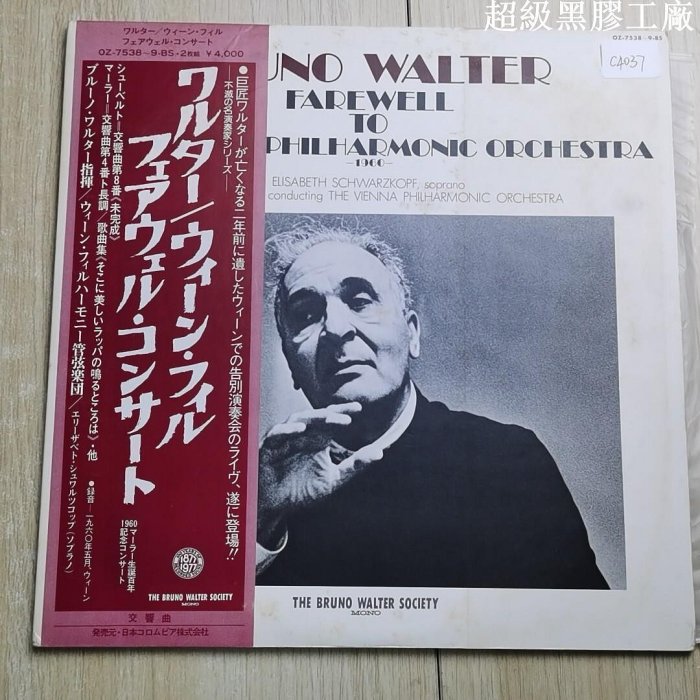 超級黑膠工廠
ワルター/ウィーン・フィル
フェアウェル・コンサート
OZ-7538~9-BS・2枚組 ¥4,000
●巨匠ワルターが亡くなる二年前に遺したウィーンでの告別演奏会のライヴ、遂に登場!!
—不滅の名演奏家シリーズ—
ワルター/ウィーン・フィル
フェアウェル・コンサート
シューベルト=交響曲第8番《未完成》
マーラー=交響曲第4番ト長調/歌曲集《そこに美しいラッパの鳴るところは》・他
ブルーノ・ワルター指揮/ウィーン・フィルハーモニー管弦楽団/エリーザベト・シュワルツコップ(ソプラノ)
1960 マーラー生誕百年
記念コンサート
●録音—一九六〇年五月、ウィーン
1877
1977
THE BRUNO WALTER SOCIETY
MONO
交響曲
発売元・日本コロムビア株式会社
OZ-7538~9-BS
C4037
UNO WALTER
FAREWELL
TO
PHILHARMONIC ORCHESTRA
—1960—
ELISABETH SCHWARZKOPF, soprano
conducting THE VIENNA PHILHARMONIC ORCHESTRA
THE BRUNO WALTER SOCIETY
MONO